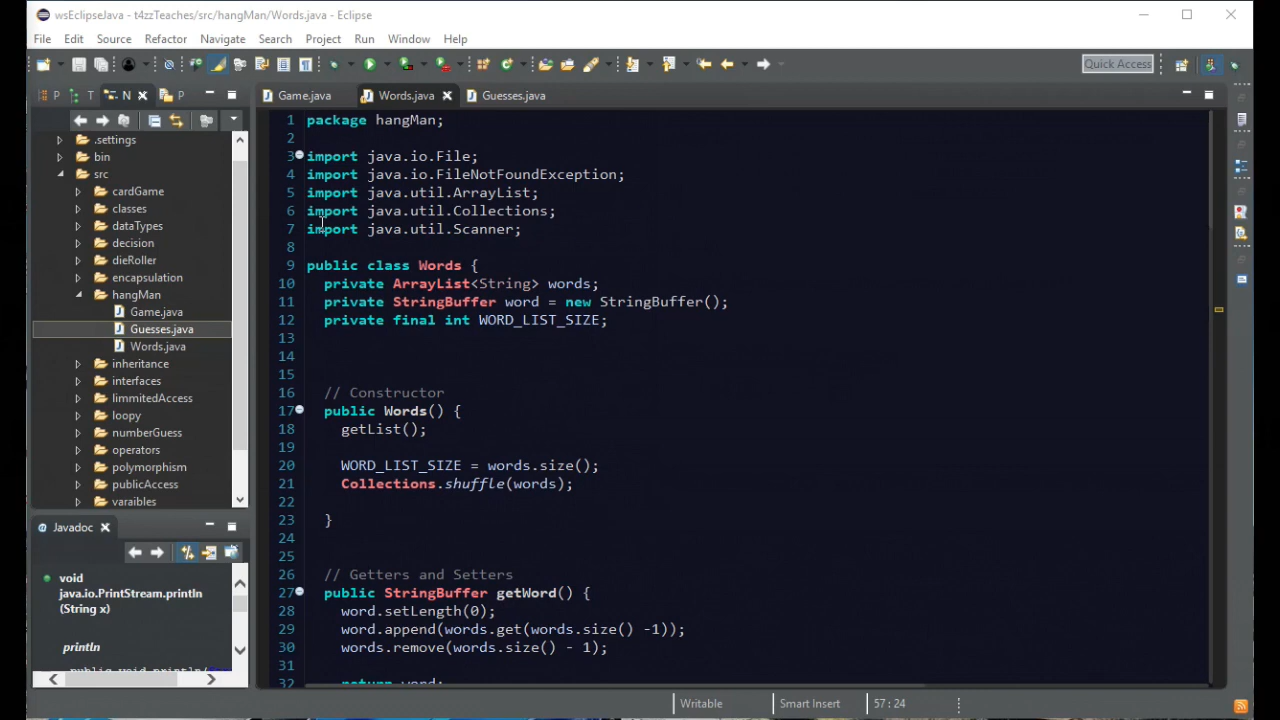 wsEclipseJava - t4zzTeaches/src/hangMan/Words.java - Eclipse
File Edit Source Refactor Navigate Search Project Run Window Help
Quick Access
P T N P
Game.java Words.java Guesses.java
.settings
bin
src
cardGame
classes
dataTypes
decision
dieRoller
encapsulation
hangMan
Game.java
Guesses.java
Words.java
inheritance
interfaces
limmitedAccess
loopy
numberGuess
operators
polymorphism
publicAccess
varaibles
1 package hangMan;
2
3 import java.io.File;
4 import java.io.FileNotFoundException;
5 import java.util.ArrayList;
6 import java.util.Collections;
7 import java.util.Scanner;
8
9 public class Words {
10 private ArrayList<String> words;
11 private StringBuffer word = new StringBuffer();
12 private final int WORD_LIST_SIZE;
13
14
15
16 // Constructor
17 public Words() {
18 getList();
19
20 WORD_LIST_SIZE = words.size();
21 Collections.shuffle(words);
22
23 }
24
25
26 // Getters and Setters
27 public StringBuffer getWord() {
28 word.setLength(0);
29 word.append(words.get(words.size() -1));
30 words.remove(words.size() - 1);
31
32 return word;
Javadoc
void
java.io.PrintStream.println
(String x)
println
public void println(
Writable Smart Insert 57 : 24